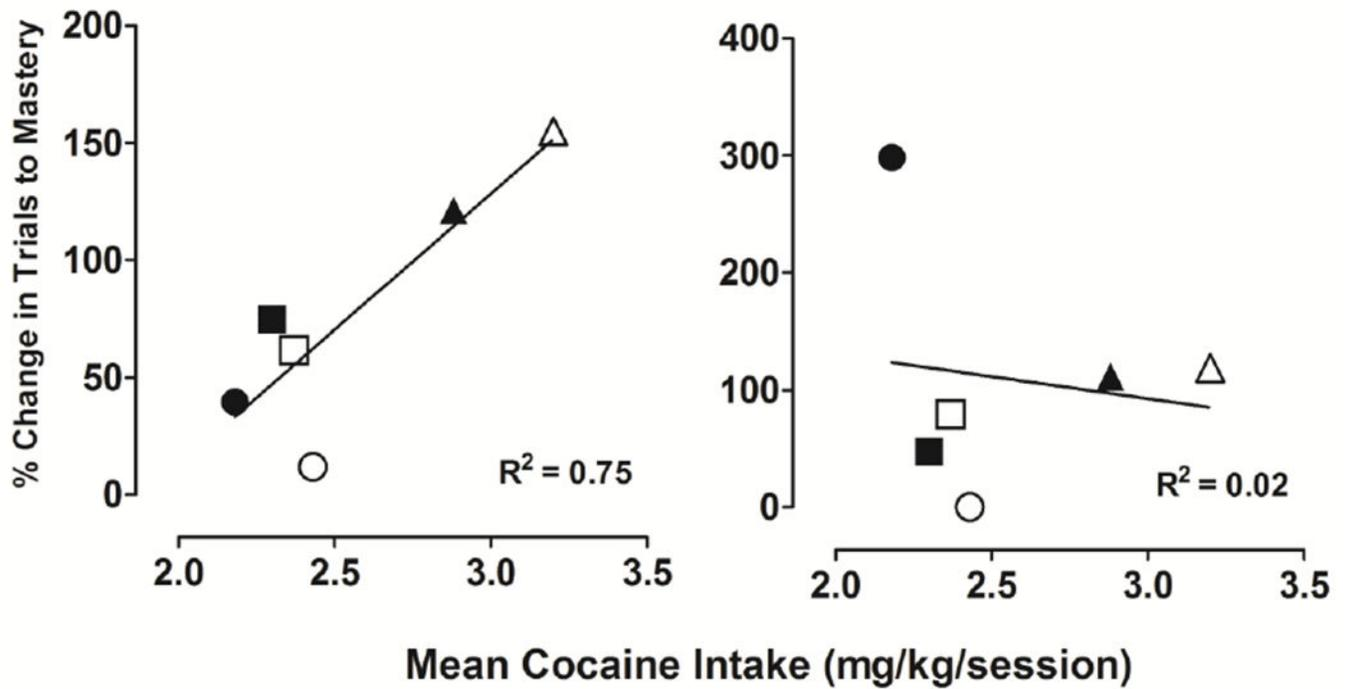 % Change in Trials to Mastery
200
150
100
50
0
R² = 0.75
2.0 2.5 3.0 3.5
400
300
200
100
0
R² = 0.02
2.0 2.5 3.0 3.5
Mean Cocaine Intake (mg/kg/session)